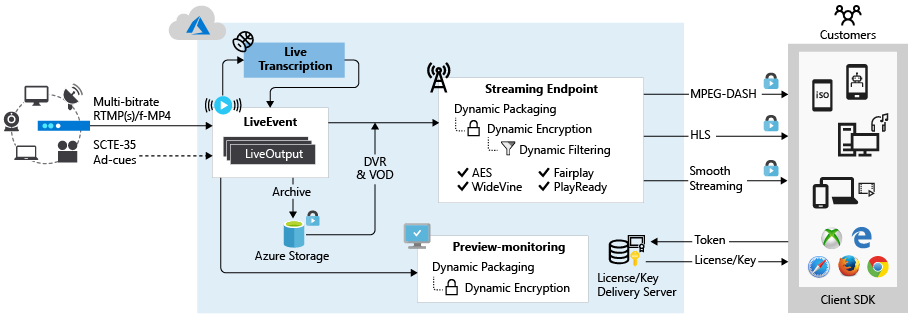 Customers
Live
Transcription
Multi-bitrate
RTMP(s)/f-MP4
SCTE-35
Ad-cues
LiveEvent
LiveOutput
Archive
Azure Storage
DVR
& VOD
Streaming Endpoint
Dynamic Packaging
Dynamic Encryption
Dynamic Filtering
AES
Fairplay
WideVine
PlayReady
Preview-monitoring
Dynamic Packaging
Dynamic Encryption
MPEG-DASH
HLS
Smooth
Streaming
Token
License/Key
License/Key
Delivery Server
iSO
Client SDK